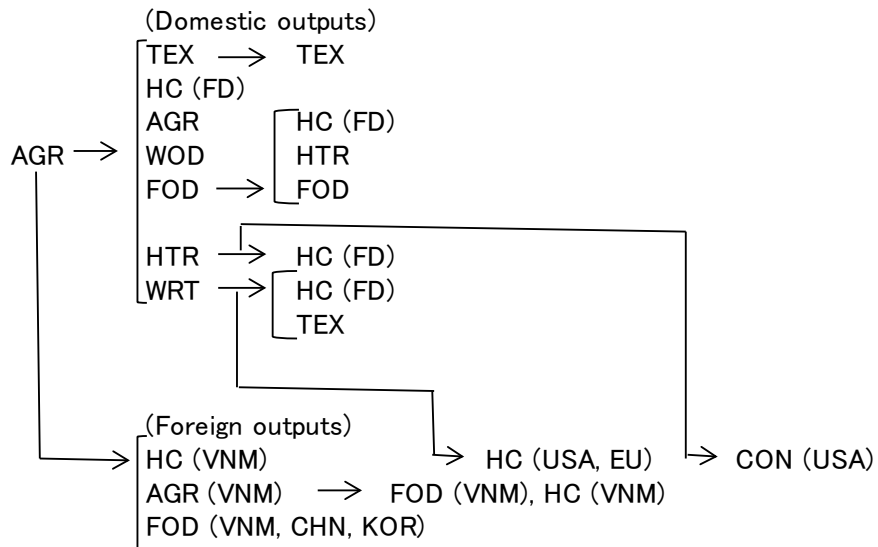 (Domestic outputs)
TEX TEX
HC (FD)
AGR HC (FD)
AGR WOD HTR
FOD FOD
HTR HC (FD)
WRT HC (FD)
TEX
(Foreign outputs)
HC (VNM) HC (USA, EU) CON (USA)
AGR (VNM) FOD (VNM), HC (VNM)
FOD (VNM, CHN, KOR)